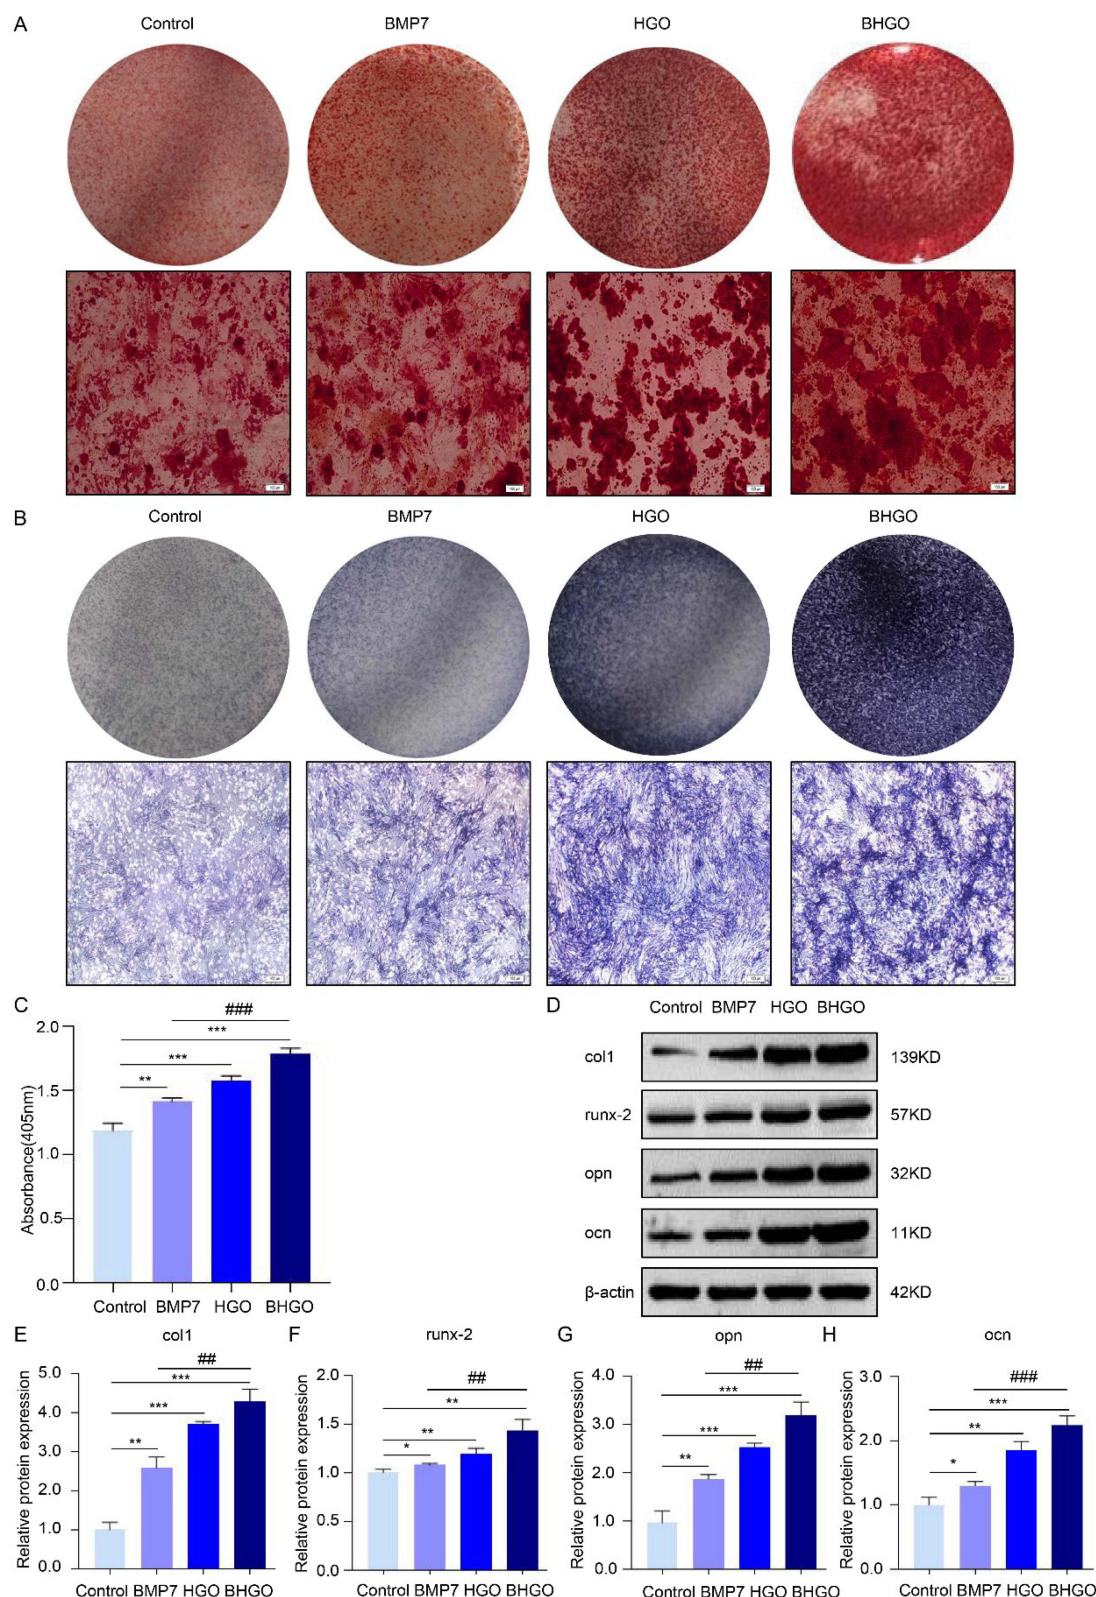 A
Control BMP7 HGO BHGO
B
Control BMP7 HGO BHGO
C
###
***
***
**
Absorbance(405nm)
2.0
1.5
1.0
0.5
0.0
Control BMP7 HGO BHGO
D
Control BMP7 HGO BHGO
col1 139KD
runx-2 57KD
opn 32KD
ocn 11KD
β-actin 42KD
E
col1
Relative protein expression
5.0
4.0
3.0
2.0
1.0
0.0
##
***
***
**
Control BMP7 HGO BHGO
F
runx-2
Relative protein expression
2.0
1.5
1.0
0.5
0.0
##
**
**
*
Control BMP7 HGO BHGO
G
opn
Relative protein expression
4.0
3.0
2.0
1.0
0.0
##
***
***
**
Control BMP7 HGO BHGO
H
ocn
Relative protein expression
3.0
2.0
1.0
0.0
###
***
**
*
Control BMP7 HGO BHGO